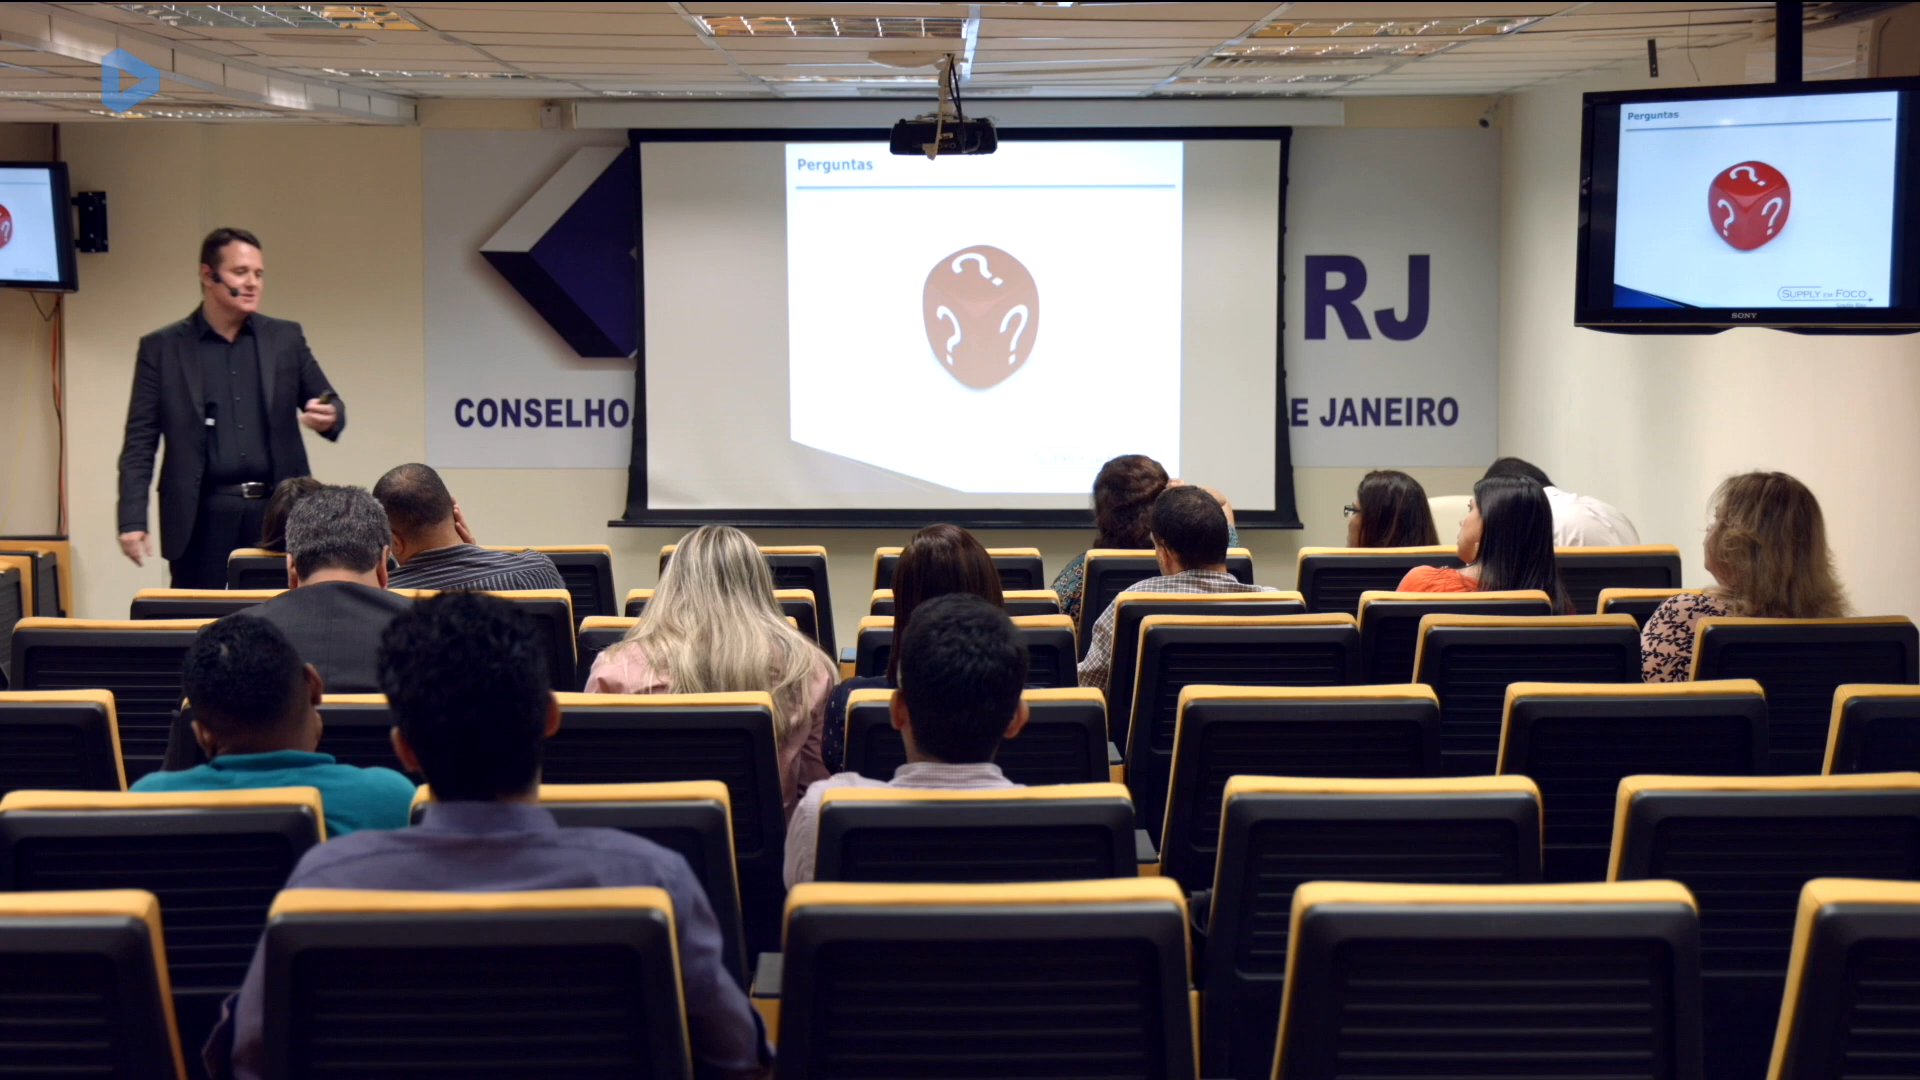 Perguntas
? ? ?
RJ
CONSELHO
E JANEIRO
Perguntas
? ? ?
SUPPLY EM FOCO
SONY
?